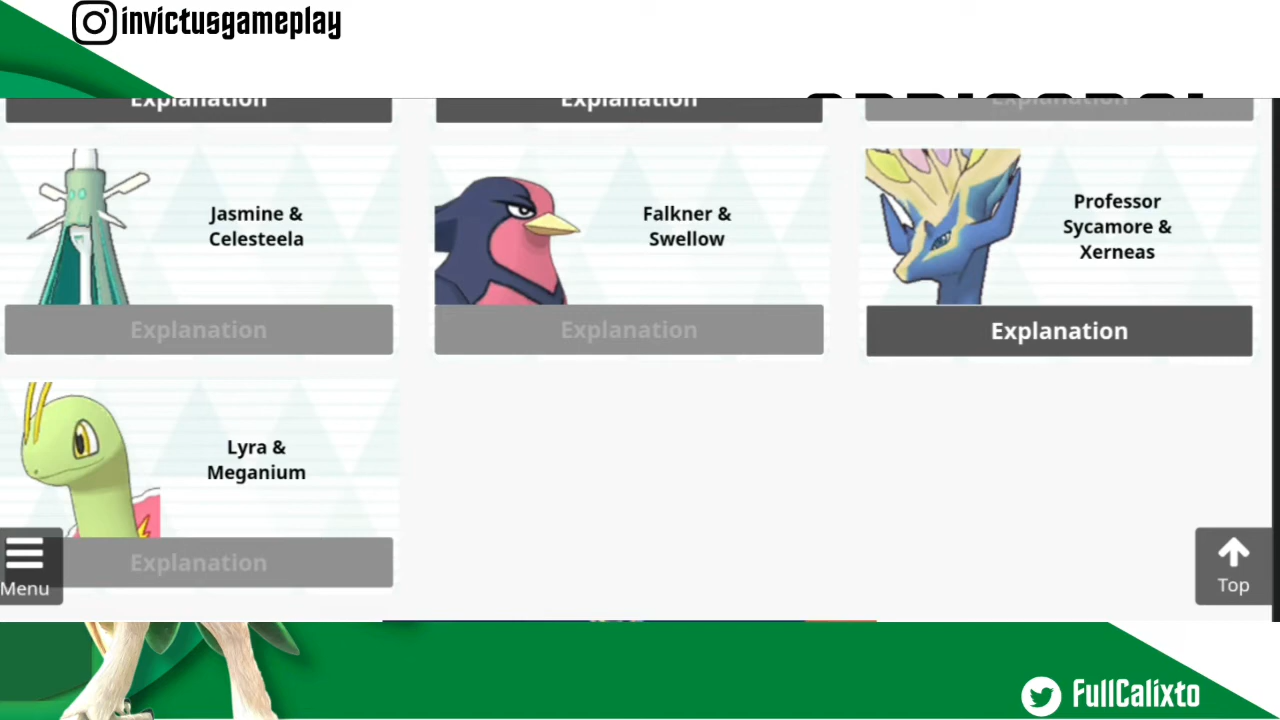 invictusgameplay
Explanation
Explanation
Explanation
Jasmine &
Celesteela
Falkner &
Swellow
Professor
Sycamore &
Xerneas
Explanation
Explanation
Explanation
Lyra &
Meganium
Explanation
Menu
Top
FullCalixto